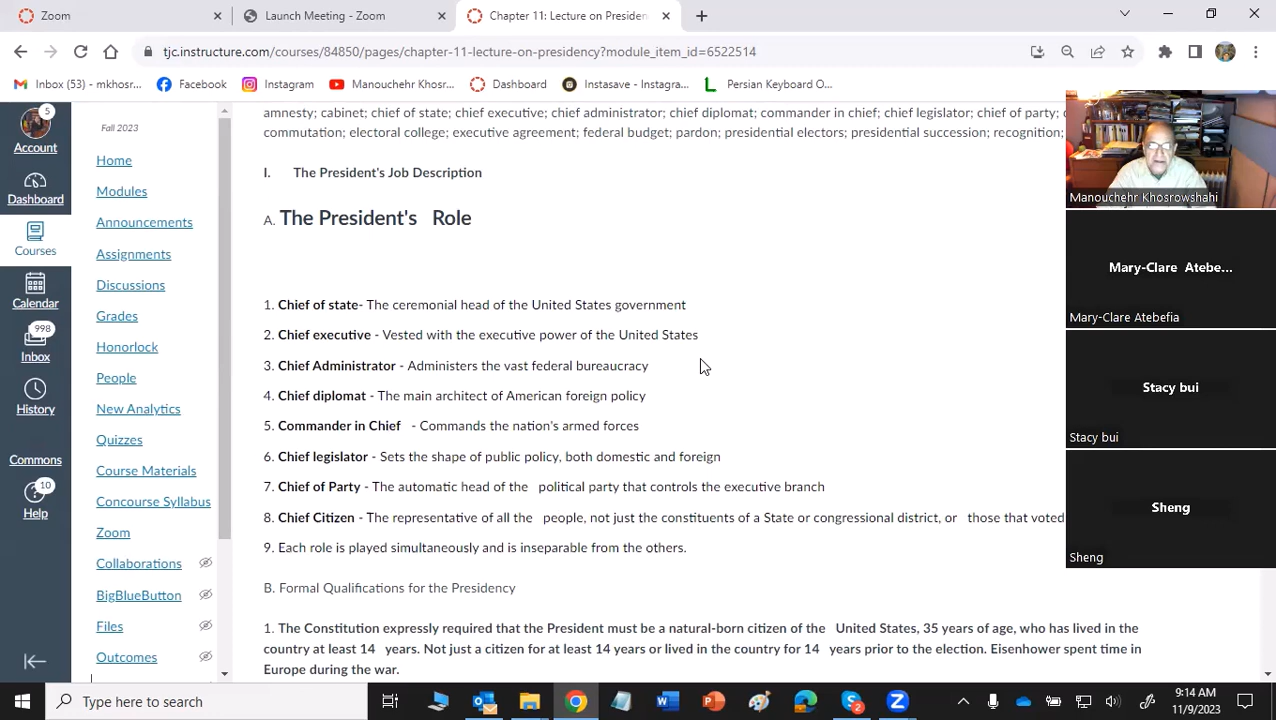 Zoom
Launch Meeting - Zoom
Chapter 11: Lecture on Presiden
tjc.instructure.com/courses/84850/pages/chapter-11-lecture-on-presidency?module_item_id=6522514
Inbox (53) - mkhosr...
Facebook
Instagram
Manouchehr Khosr...
Dashboard
Instasave - Instagra...
Persian Keyboard O...
5
Account
Dashboard
Courses
Calendar
998
Inbox
History
Commons
10
Help
Fall 2023
Home
Modules
Announcements
Assignments
Discussions
Grades
Honorlock
People
New Analytics
Quizzes
Course Materials
Concourse Syllabus
Zoom
Collaborations
BigBlueButton
Files
Outcomes
amnesty; cabinet; chief of state; chief executive; chief administrator; chief diplomat; commander in chief; chief legislator; chief of party;
commutation; electoral college; executive agreement; federal budget; pardon; presidential electors; presidential succession; recognition;
I. The President's Job Description
A. The President's Role
1. Chief of state- The ceremonial head of the United States government
2. Chief executive - Vested with the executive power of the United States
3. Chief Administrator - Administers the vast federal bureaucracy
4. Chief diplomat - The main architect of American foreign policy
5. Commander in Chief - Commands the nation's armed forces
6. Chief legislator - Sets the shape of public policy, both domestic and foreign
7. Chief of Party - The automatic head of the political party that controls the executive branch
8. Chief Citizen - The representative of all the people, not just the constituents of a State or congressional district, or those that voted
9. Each role is played simultaneously and is inseparable from the others.
B. Formal Qualifications for the Presidency
1. The Constitution expressly required that the President must be a natural-born citizen of the United States, 35 years of age, who has lived in the
country at least 14 years. Not just a citizen for at least 14 years or lived in the country for 14 years prior to the election. Eisenhower spent time in
Europe during the war.
Manouchehr Khosrowshahi
Mary-Clare Atebe...
Mary-Clare Atebefia
Stacy bui
Stacy bui
Sheng
Sheng
Type here to search
9:14 AM
11/9/2023